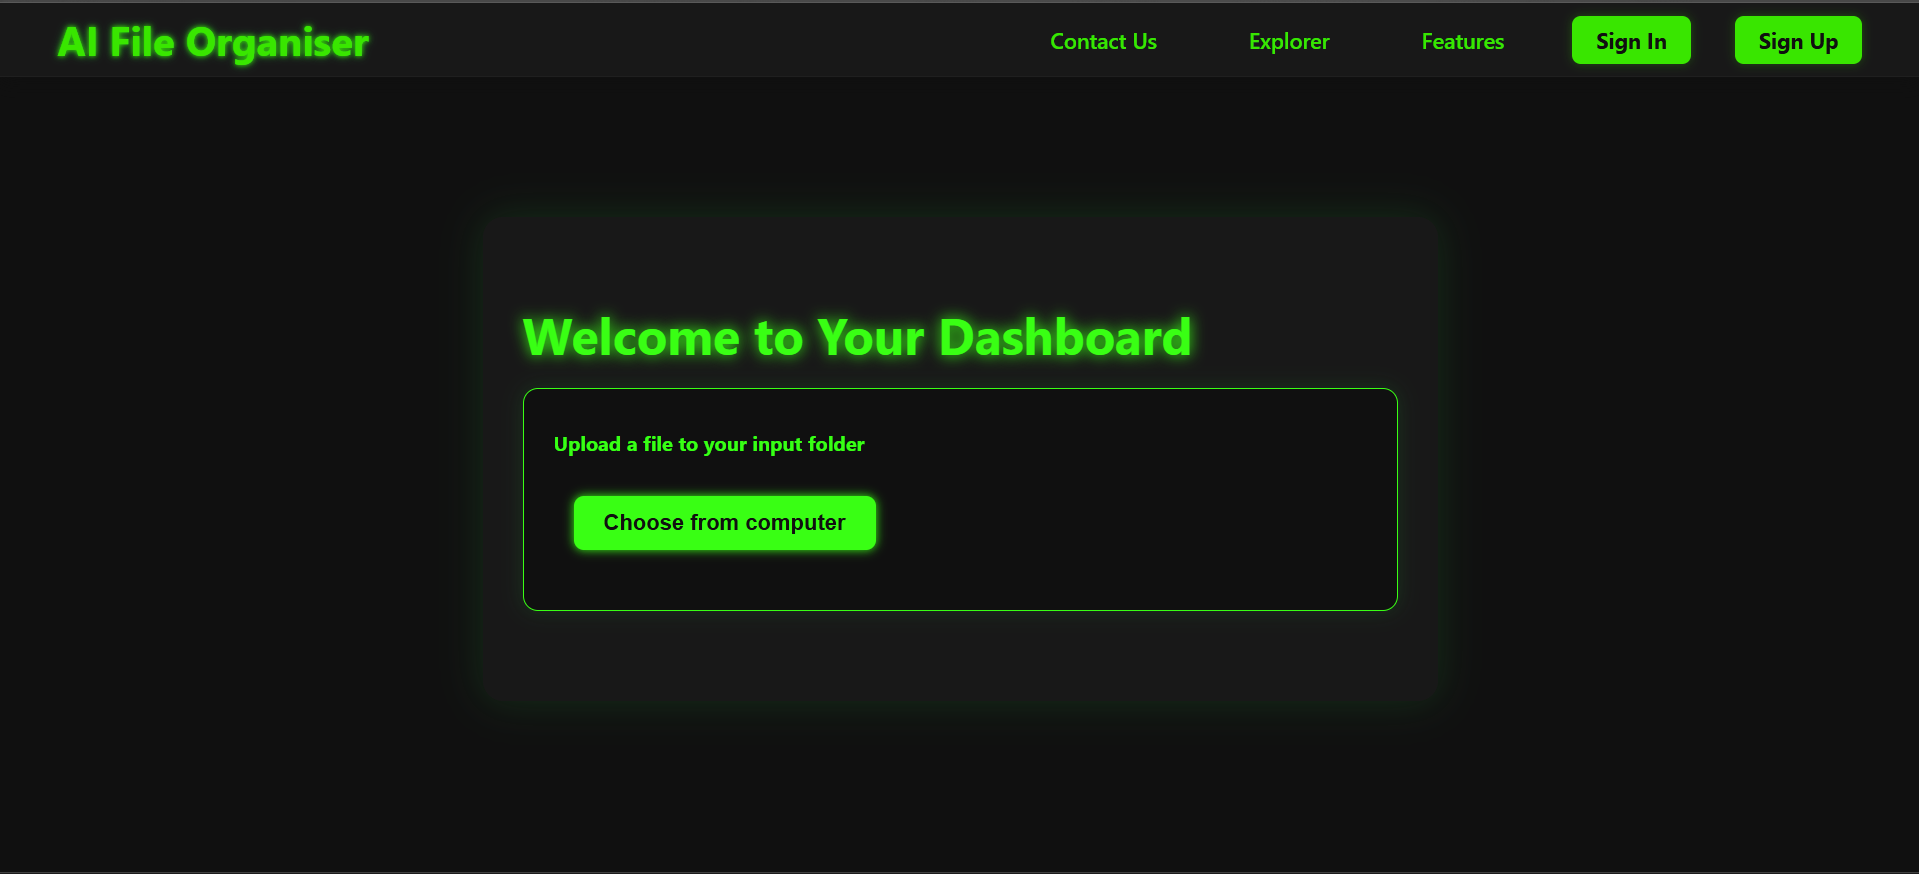 AI File Organiser
Contact Us
Explorer
Features
Sign In
Sign Up
Welcome to Your Dashboard
Upload a file to your input folder
Choose from computer